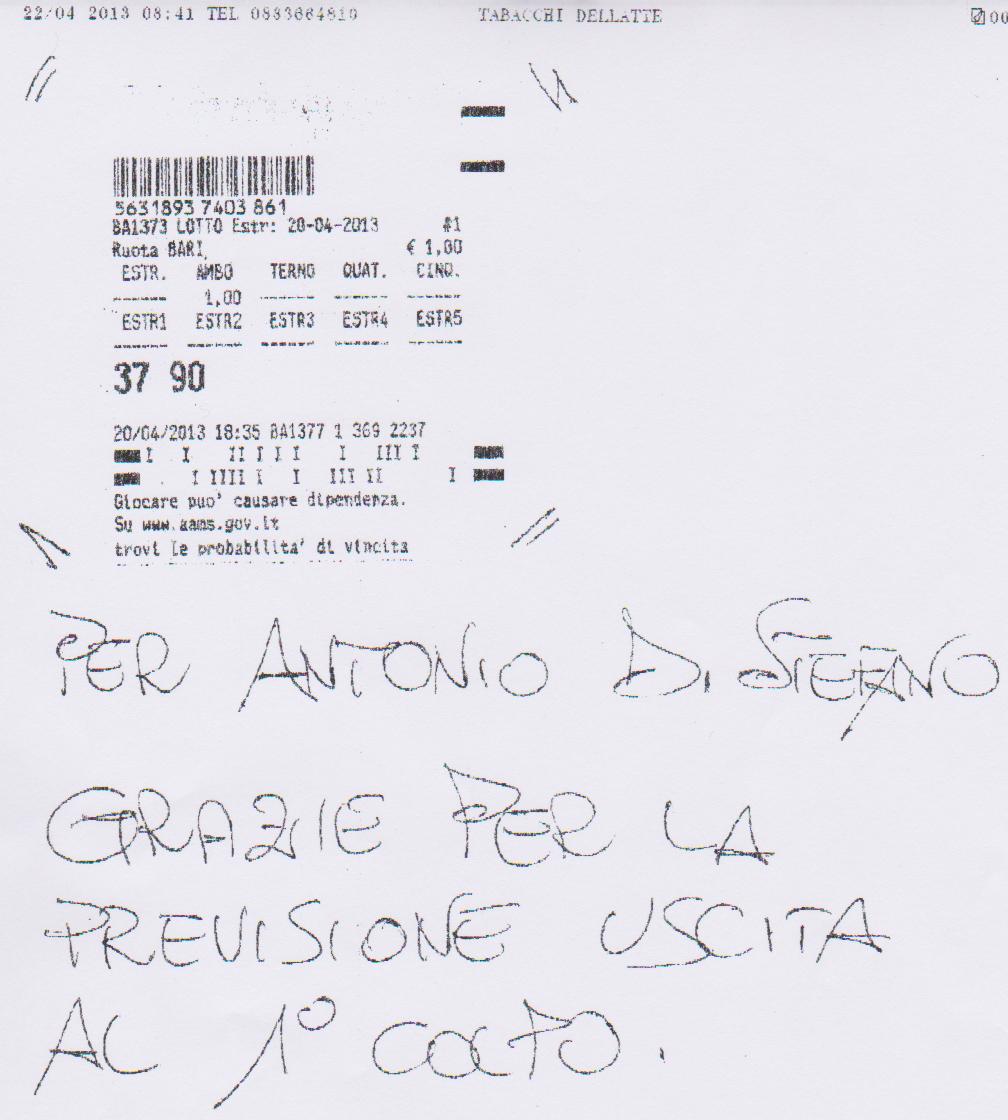 22/04 2013 08:41 TEL 0883664819 TABACCHI DELLATTE
5631893 7403 861
BA1373 LOTTO Estr: 20-04-2013 #1
Ruota BARI € 1,00
ESTR. AMBO TERNO QUAT. CINQ.
------ 1,00 ------ ------ ------
ESTR1 ESTR2 ESTR3 ESTR4 ESTR5
------ ------ ------ ------ ------
37 90
20/04/2013 18:35 BA1377 1 369 2237
Giocare puo' causare dipendenza.
Su www.aams.gov.it
trovi le probabilita' di vincita
PER ANTONIO DI STEFANO
GRAZIE PER LA
PREVISIONE USCITA
AL 1° COLPO.